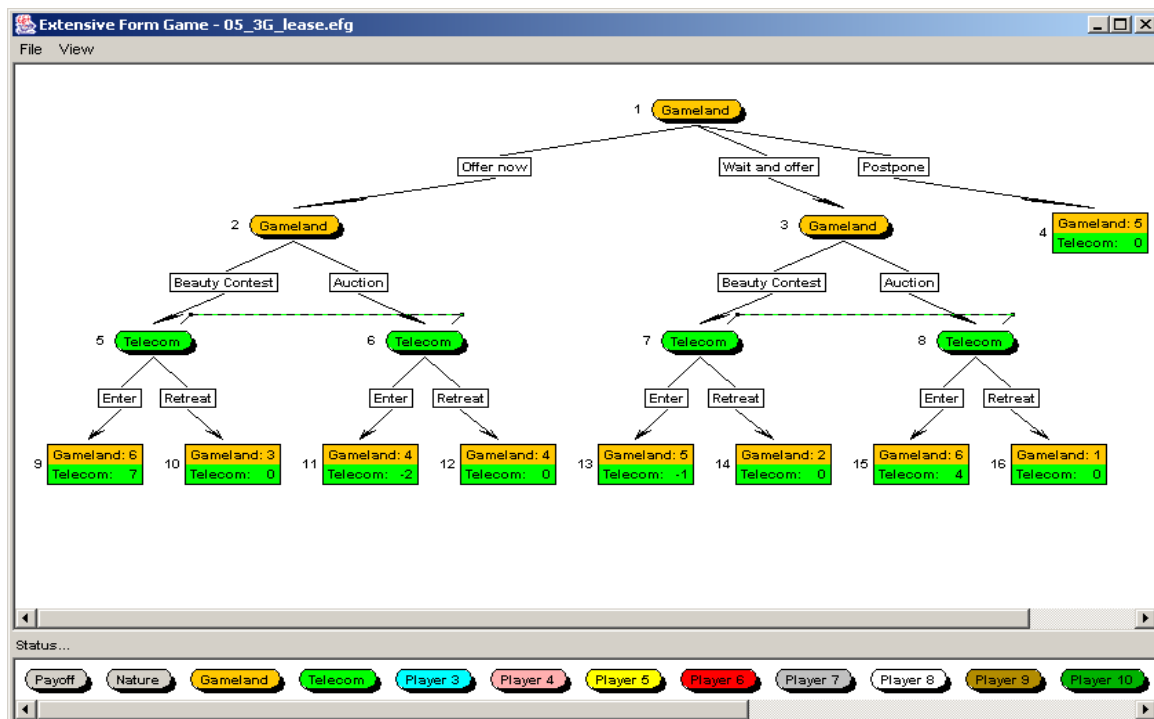 Extensive Form Game - 05_3G_lease.efg
File View
1 Gameland
Offer now Wait and offer Postpone
2 Gameland 3 Gameland 4 Gameland: 5
Telecom: 0
Beauty Contest Auction Beauty Contest Auction
5 Telecom 6 Telecom 7 Telecom 8 Telecom
Enter Retreat Enter Retreat Enter Retreat Enter Retreat
9 Gameland: 6 10 Gameland: 3 11 Gameland: 4 12 Gameland: 4 13 Gameland: 5 14 Gameland: 2 15 Gameland: 6 16 Gameland: 1
Telecom: 7 Telecom: 0 Telecom: -2 Telecom: 0 Telecom: -1 Telecom: 0 Telecom: 4 Telecom: 0
Status...
Payoff Nature Gameland Telecom Player 3 Player 4 Player 5 Player 6 Player 7 Player 8 Player 9 Player 10